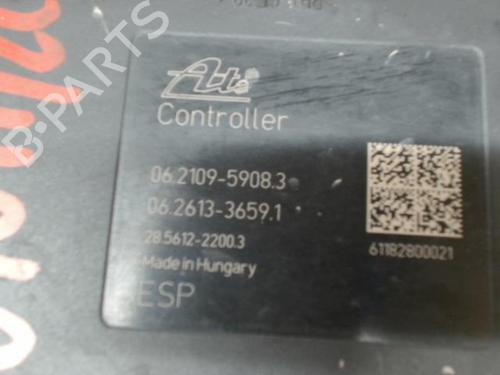 Ate
Controller
06.2109-5908.3
06.2613-3659.1
28.5612-2200.3
61182800021
Made in Hungary
ESP
B-PARTS